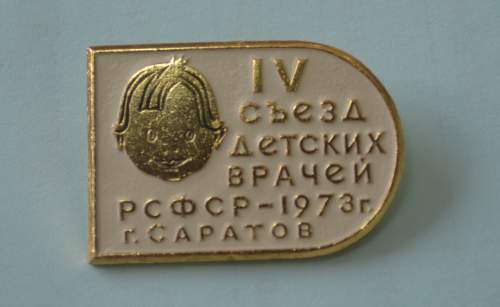 IV
СЪЕЗД
ДЕТСКИХ
ВРАЧЕЙ
РСФСР-1973г.
г. САРАТОВ